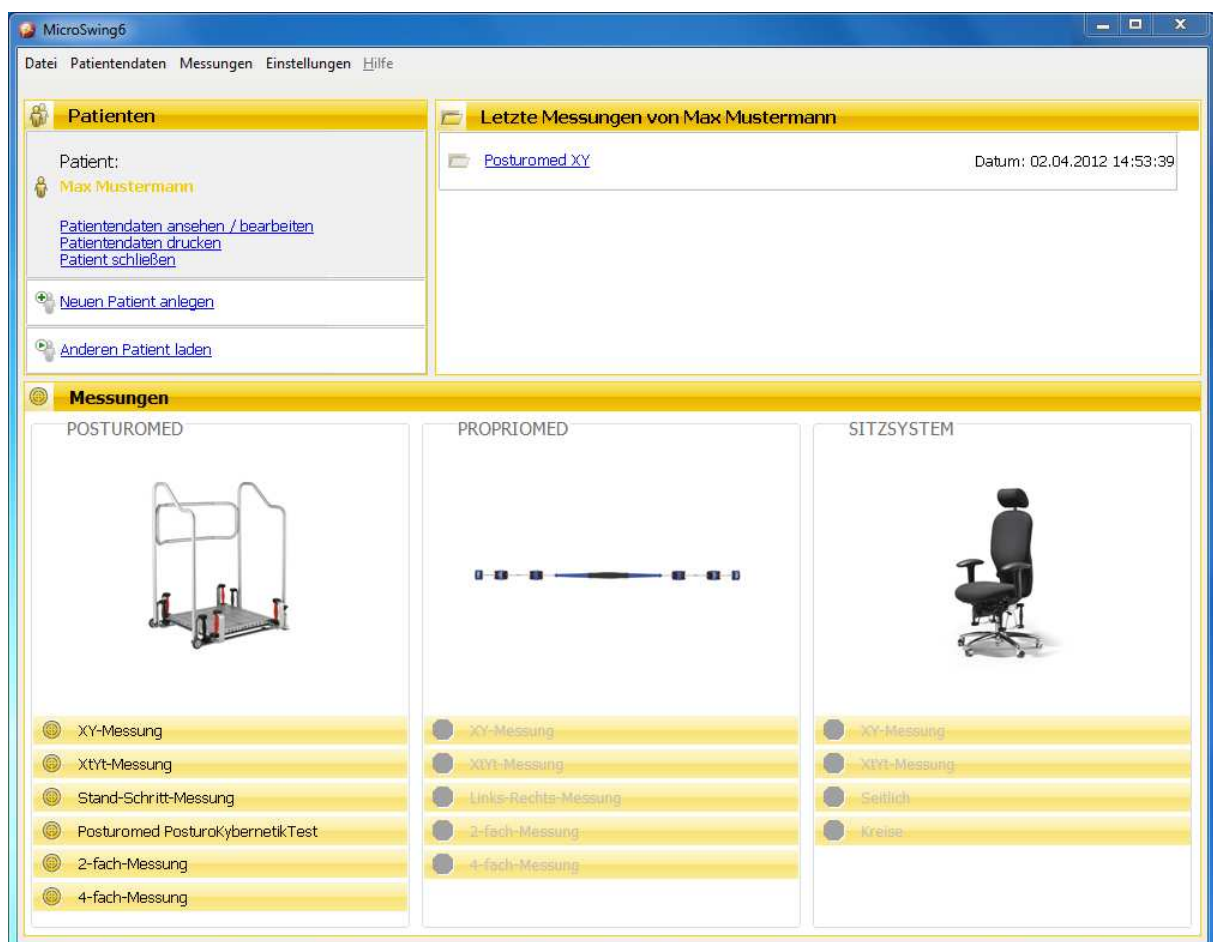 MicroSwing6
Datei Patientendaten Messungen Einstellungen Hilfe
Patienten
Patient:
Max Mustermann
Patientendaten ansehen / bearbeiten
Patientendaten drucken
Patient schließen
Neuen Patient anlegen
Anderen Patient laden
Letzte Messungen von Max Mustermann
Posturomed XY Datum: 02.04.2012 14:53:39
Messungen
POSTUROMED
XY-Messung
XtYt-Messung
Stand-Schritt-Messung
Posturomed PosturoKybernetikTest
2-fach-Messung
4-fach-Messung
PROPRIOMED
XY-Messung
XtYt-Messung
Links-Rechts-Messung
2-fach-Messung
4-fach-Messung
SITZSYSTEM
XY-Messung
XtYt-Messung
Seitlich
Kreise